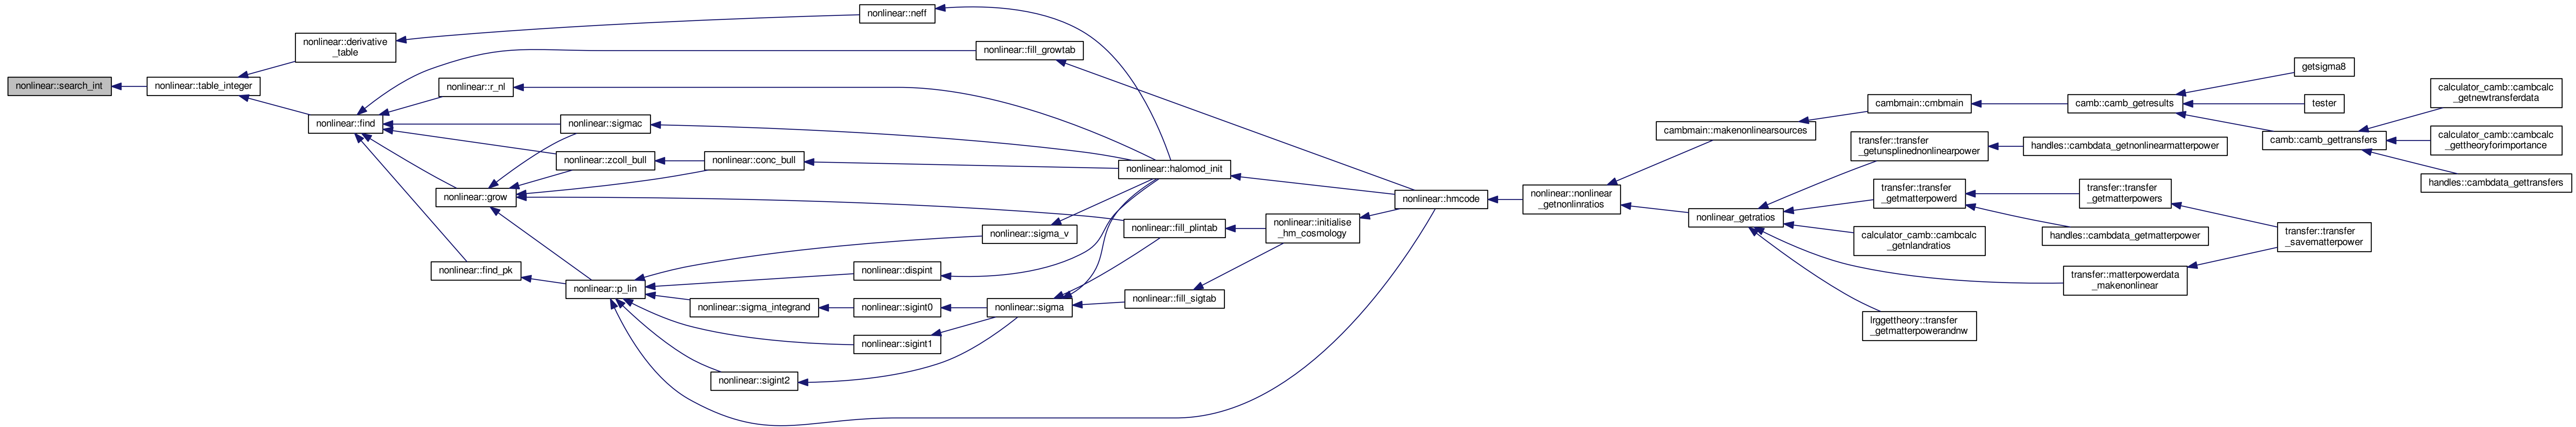 nonlinear::search_int
nonlinear::table_integer
nonlinear::derivative
_table
nonlinear::find
nonlinear::neff
nonlinear::fill_growtab
nonlinear::r_nl
nonlinear::sigmac
nonlinear::zcoll_bull
nonlinear::conc_bull
nonlinear::grow
nonlinear::find_pk
nonlinear::p_lin
nonlinear::halomod_init
nonlinear::sigma_v
nonlinear::fill_plintab
nonlinear::dispint
nonlinear::sigma_integrand
nonlinear::sigint0
nonlinear::sigint1
nonlinear::sigint2
nonlinear::sigma
nonlinear::fill_sigtab
nonlinear::initialise
_hm_cosmology
nonlinear::hmcode
nonlinear::nonlinear
_getnonlinratios
cambmain::makenonlinearsources
nonlinear_getratios
cambmain::cmbmain
camb::camb_getresults
getsigma8
tester
camb::camb_gettransfers
calculator_camb::cambcalc
_getnewtransferdata
calculator_camb::cambcalc
_gettheoryforimportance
handles::cambdata_gettransfers
transfer::transfer
_getunsplinednonlinearpower
handles::cambdata_getnonlinearmatterpower
transfer::transfer
_getmatterpowerd
transfer::transfer
_getmatterpowers
handles::cambdata_getmatterpower
calculator_camb::cambcalc
_getnlandratios
transfer::matterpowerdata
_makenonlinear
transfer::transfer
_savematterpower
lrggettheory::transfer
_getmatterpowerandnw